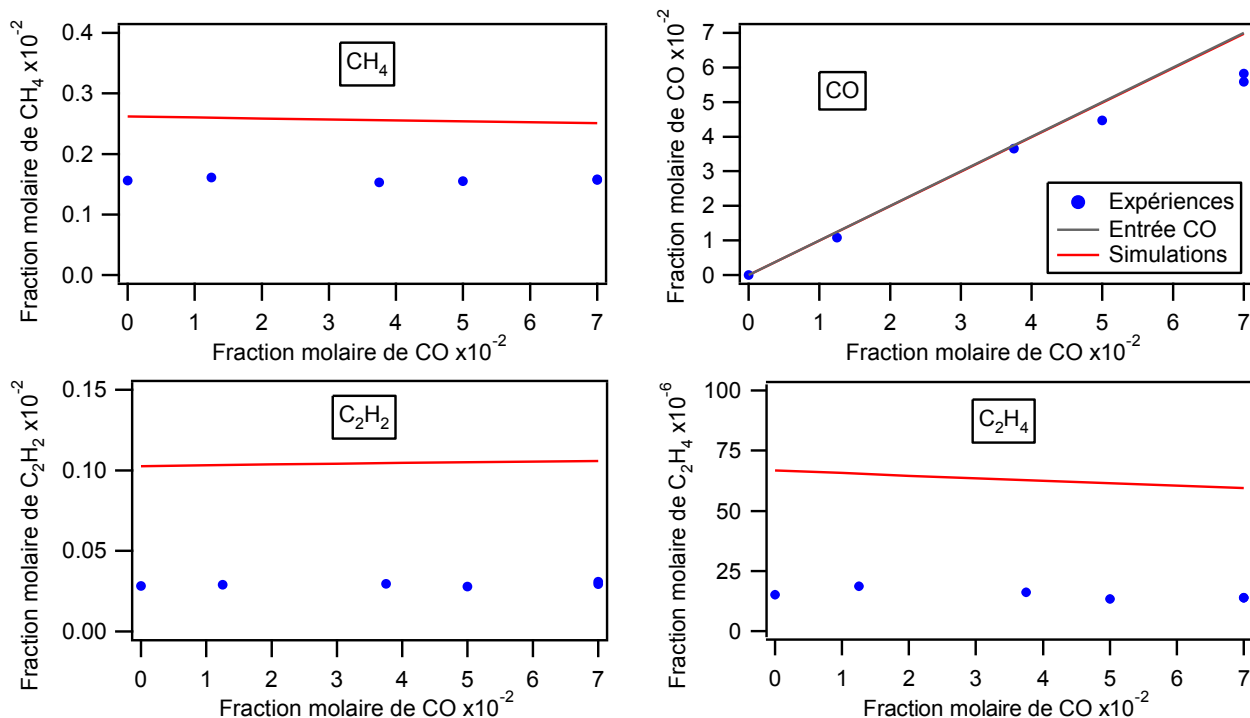 Fraction molaire de CH4 x10-2
0.4
0.3
0.2
0.1
0.0
CH4
0 1 2 3 4 5 6 7
Fraction molaire de CO x10-2
Fraction molaire de CO x10-2
7
6
5
4
3
2
1
0
CO
Expériences
Entrée CO
Simulations
0 1 2 3 4 5 6 7
Fraction molaire de CO x10-2
Fraction molaire de C2H2 x10-2
0.15
0.10
0.05
0.00
C2H2
0 1 2 3 4 5 6 7
Fraction molaire de CO x10-2
Fraction molaire de C2H4 x10-6
100
75
50
25
0
C2H4
0 1 2 3 4 5 6 7
Fraction molaire de CO x10-2